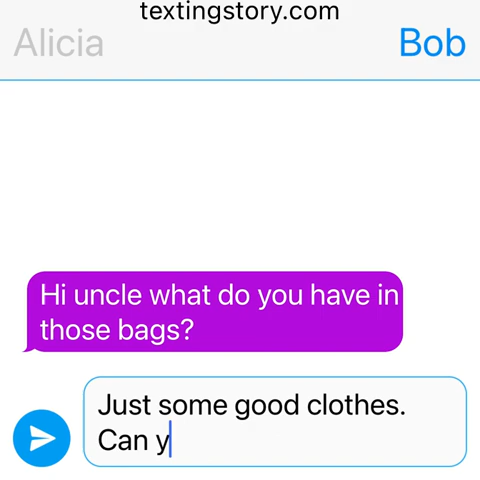 textingstory.com
Alicia
Bob
Hi uncle what do you have in
those bags?
Just some good clothes.
Can y